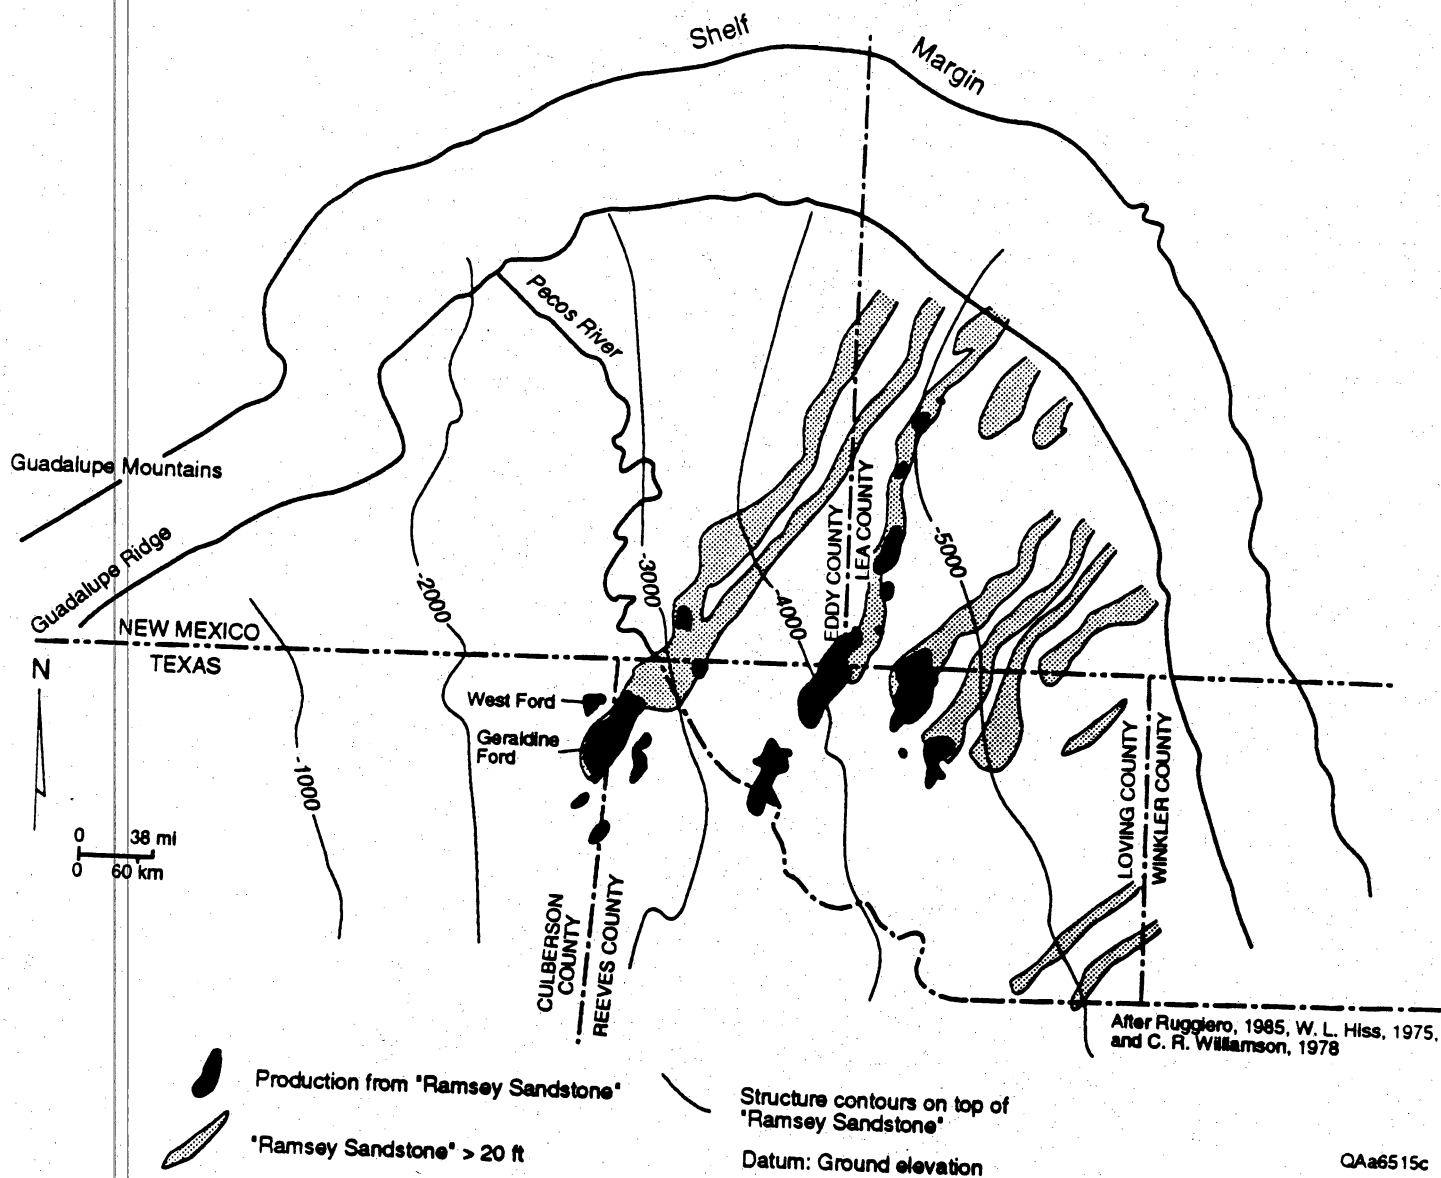 Shelf
Margin
Pecos River
Guadalupe Mountains
Guadalupe Ridge
NEW MEXICO
TEXAS
N
-1000
-2000
-3000
-4000
-5000
EDDY COUNTY
LEA COUNTY
West Ford
Geraldine
Ford
0 38 mi
0 60 km
CULBERSON
COUNTY
REEVES COUNTY
LOVING COUNTY
WINKLER COUNTY
After Ruggiero, 1985, W. L. Hiss, 1975,
and C. R. Williamson, 1978
Production from "Ramsey Sandstone"
"Ramsey Sandstone" > 20 ft
Structure contours on top of
"Ramsey Sandstone"
Datum: Ground elevation
QAa6515c